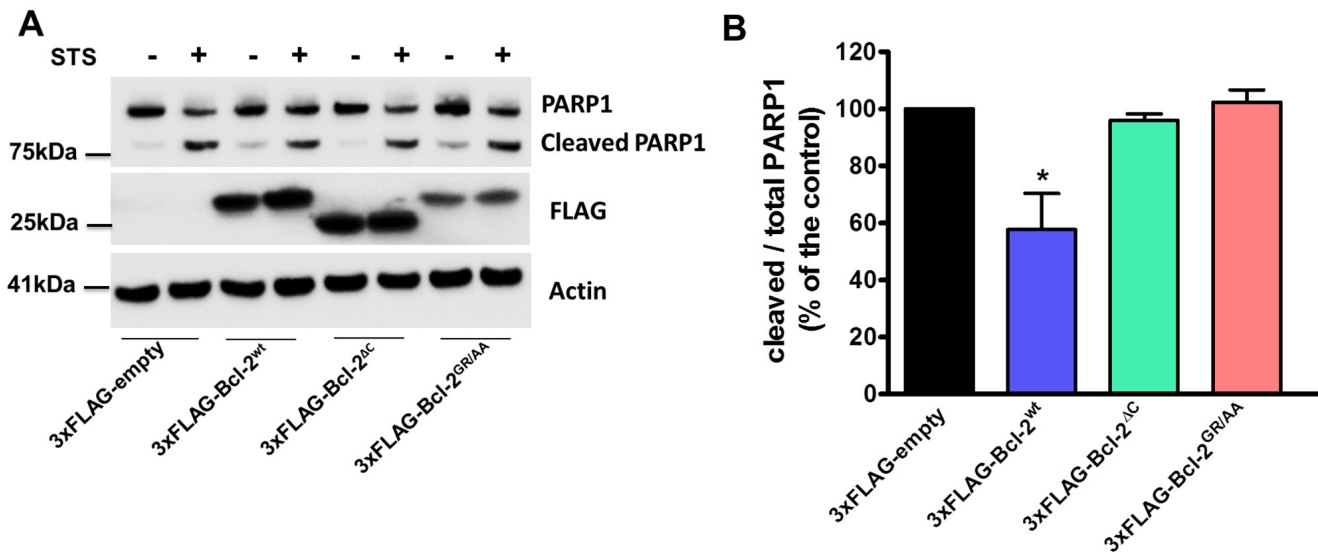 A
STS - + - + - + - +
PARP1
Cleaved PARP1
75kDa
FLAG
25kDa
41kDa
Actin
3xFLAG-empty
3xFLAG-Bcl-2wt
3xFLAG-Bcl-2ΔC
3xFLAG-Bcl-2GR/AA
B
cleaved / total PARP1
(% of the control)
120
100
80
60
40
20
0
*
3xFLAG-empty
3xFLAG-Bcl-2wt
3xFLAG-Bcl-2ΔC
3xFLAG-Bcl-2GR/AA